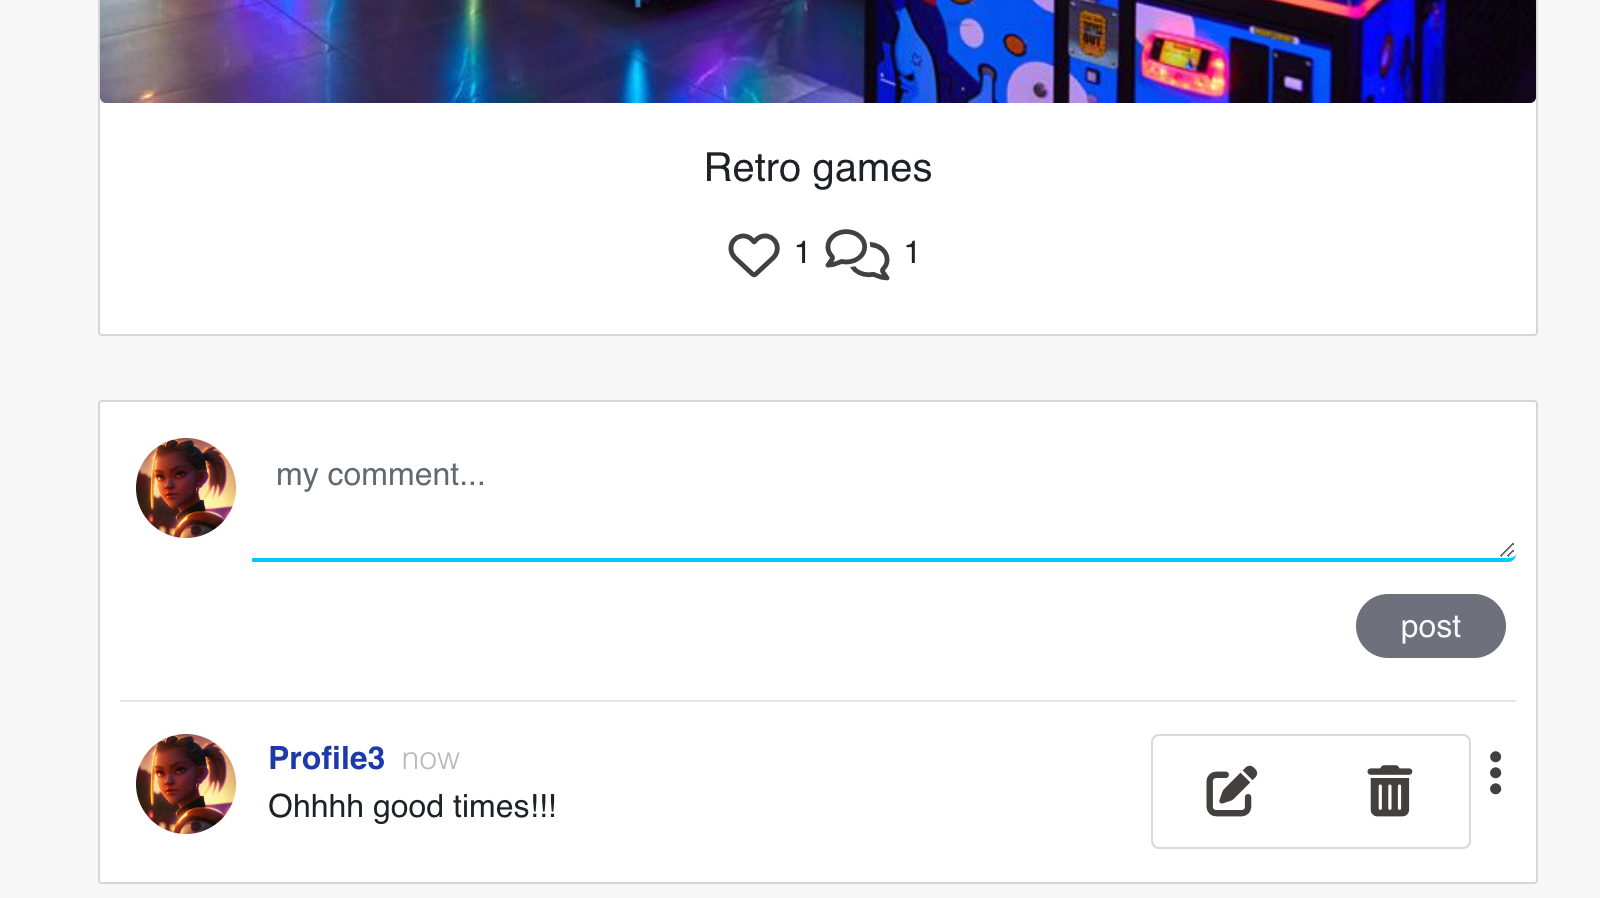 Retro games
1 1
my comment...
post
Profile3 now
Ohhhh good times!!!